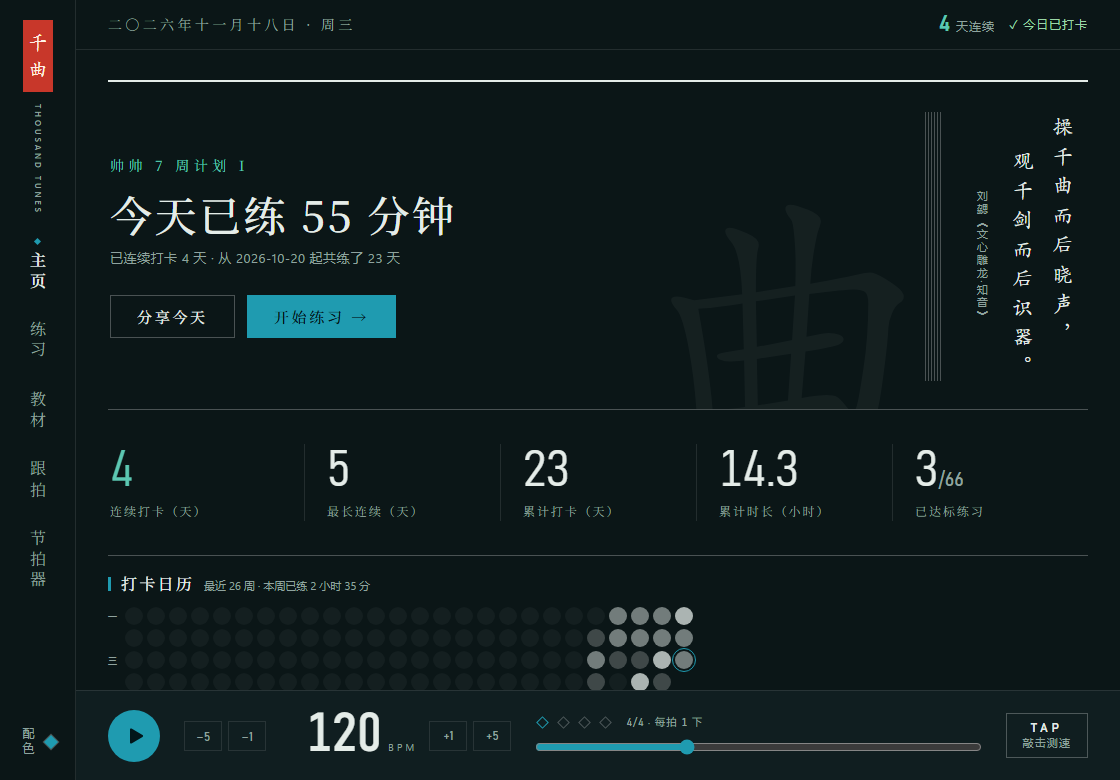 千曲
THOUSAND TUNES
主页
练习
教材
跟拍
节拍器
配色
二〇二六年十一月十八日 · 周三
4 天连续 ✓ 今日已打卡
帅帅 7 周计划 I
今天已练 55 分钟
已连续打卡 4 天 · 从 2026-10-20 起共练了 23 天
分享今天
开始练习 →
操千曲而后晓声，
观千剑而后识器。
刘勰《文心雕龙·知音》
曲
4
连续打卡（天）
5
最长连续（天）
23
累计打卡（天）
14.3
累计时长（小时）
3/66
已达标练习
打卡日历 最近 26 周 · 本周已练 2 小时 35 分
一
三
−5
−1
120 BPM
+1
+5
4/4 · 每拍 1 下
TAP
敲击测速